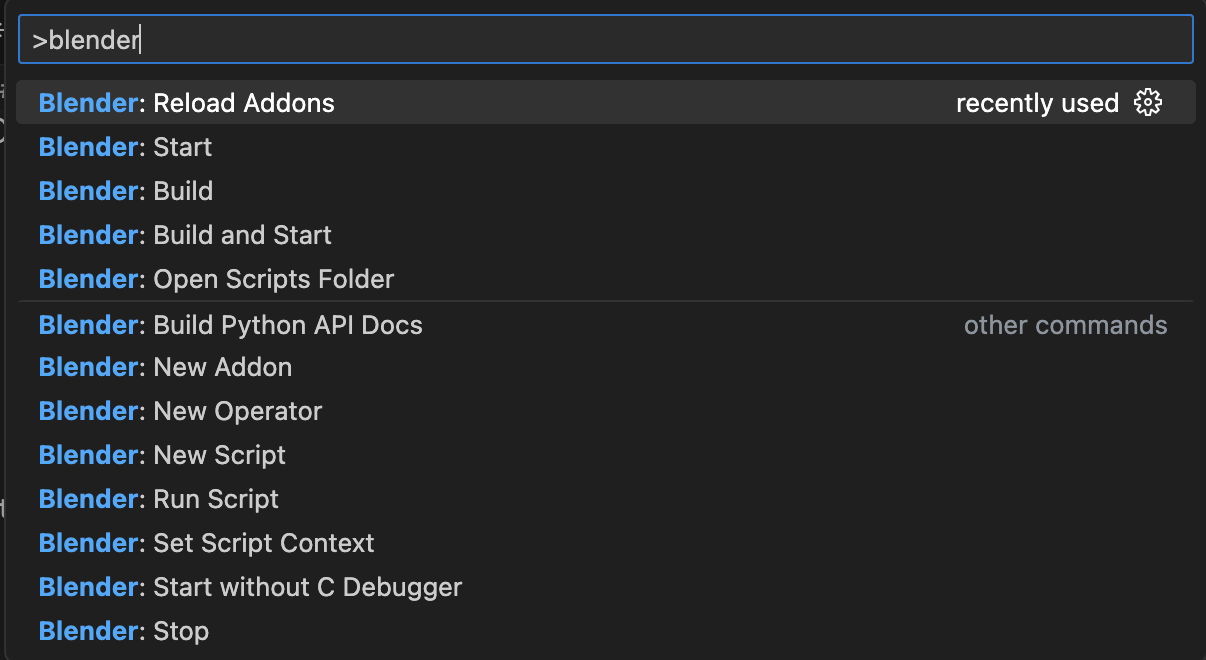 >blender
Blender: Reload Addons recently used
Blender: Start
Blender: Build
Blender: Build and Start
Blender: Open Scripts Folder
Blender: Build Python API Docs other commands
Blender: New Addon
Blender: New Operator
Blender: New Script
Blender: Run Script
Blender: Set Script Context
Blender: Start without C Debugger
Blender: Stop